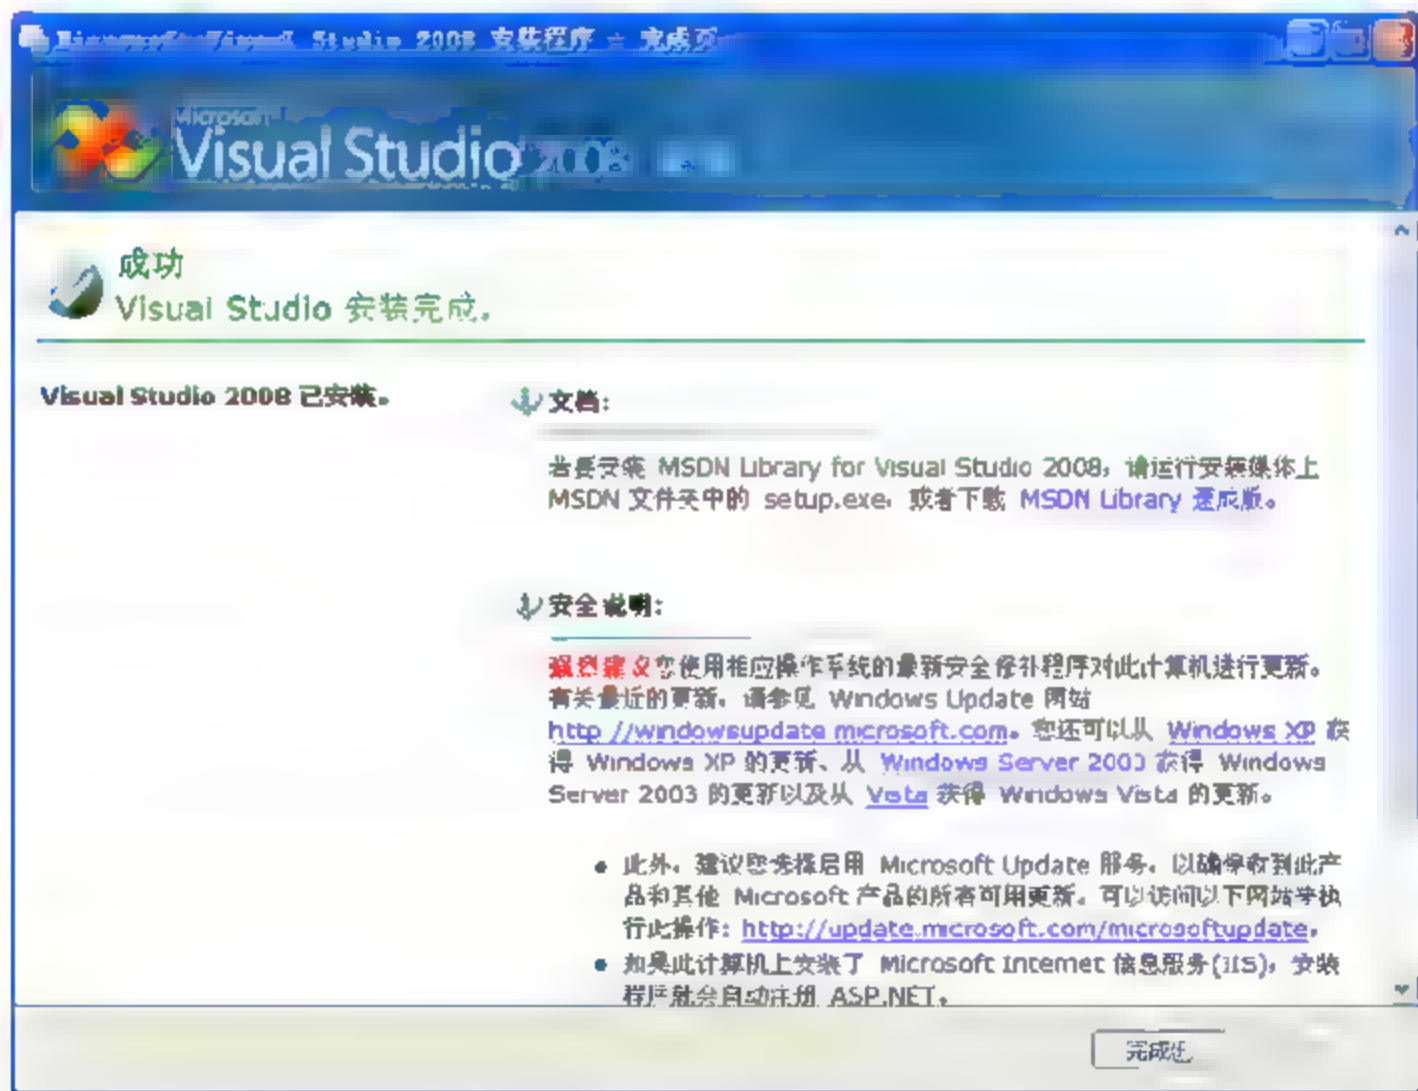 Microsoft Visual Studio 2008 安装程序 - 完成页
Microsoft
Visual Studio 2008
成功
Visual Studio 安装完成。
Visual Studio 2008 已安装。
文档:
若要安装 MSDN Library for Visual Studio 2008，请运行安装媒体上
MSDN 文件夹中的 setup.exe，或者下载 MSDN Library 速成版。
安全说明:
强烈建议您使用相应操作系统的最新安全修补程序对此计算机进行更新。
有关最近的更新，请参见 Windows Update 网站
http://windowsupdate.microsoft.com。您还可以从 Windows XP 获
得 Windows XP 的更新、从 Windows Server 2003 获得 Windows
Server 2003 的更新以及从 Vista 获得 Windows Vista 的更新。
此外，建议您选择启用 Microsoft Update 服务，以确保收到此产
品和其他 Microsoft 产品的所有可用更新。可以访问以下网站来执
行此操作: http://update.microsoft.com/microsoftupdate。
如果此计算机上安装了 Microsoft Internet 信息服务(IIS)，安装
程序就会自动注册 ASP.NET。
完成